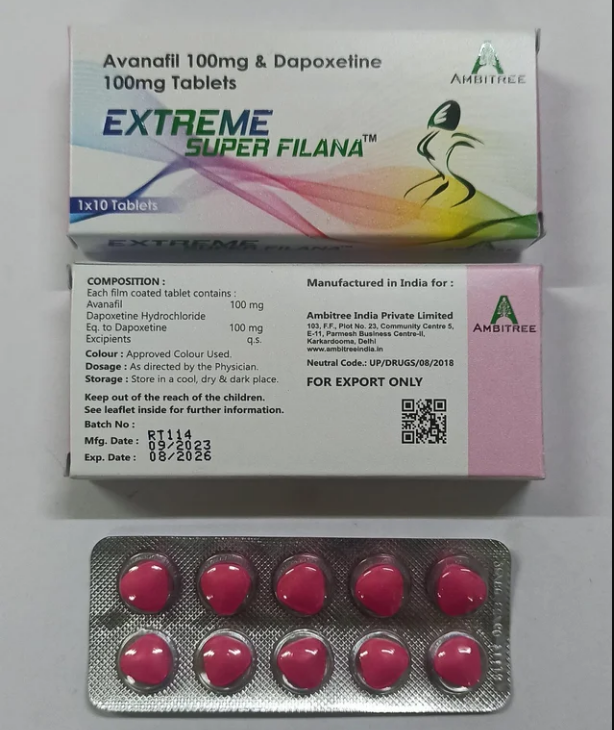 Avanafil 100mg & Dapoxetine
100mg Tablets
AMBITREE
EXTREME
SUPER FILANA™
1x10 Tablets
EXTREME
SUPER FILANA™
COMPOSITION :
Each film coated tablet contains :
Avanafil 100 mg
Dapoxetine Hydrochloride
Eq. to Dapoxetine 100 mg
Excipients q.s.
Colour : Approved Colour Used.
Dosage : As directed by the Physician.
Storage : Store in a cool, dry & dark place.
Keep out of the reach of the children.
See leaflet inside for further information.
Batch No : RT114
Mfg. Date : 09/2023
Exp. Date : 08/2026
Manufactured in India for :
Ambitree India Private Limited
103, F.F., Plot No. 23, Community Centre 5,
E-11, Parmesh Business Centre-II,
Karkardooma, Delhi
www.ambitreeindia.in
Neutral Code.: UP/DRUGS/08/2018
FOR EXPORT ONLY
AMBITREE